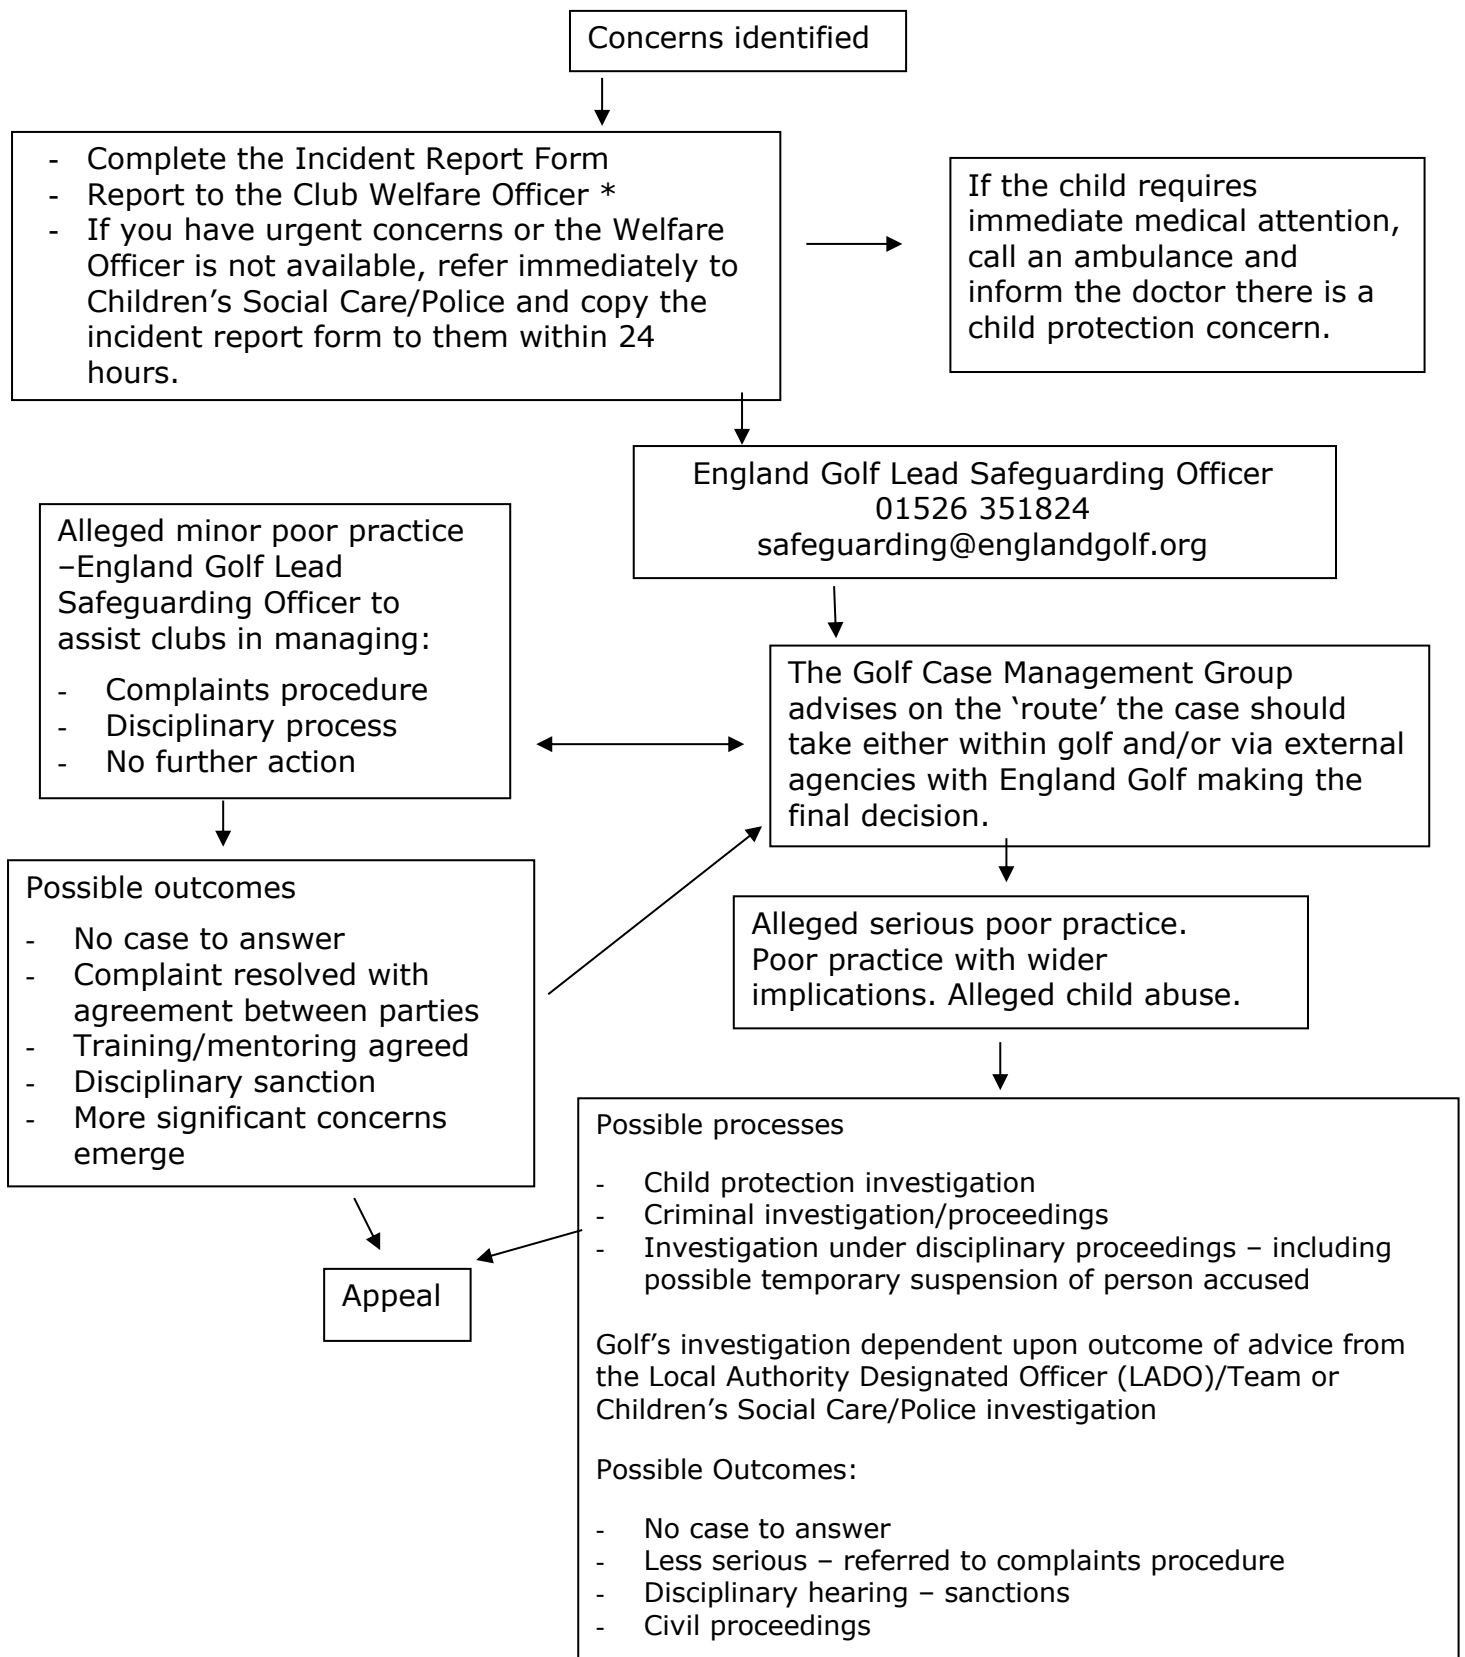 Concerns identified
- Complete the Incident Report Form
- Report to the Club Welfare Officer *
- If you have urgent concerns or the Welfare
Officer is not available, refer immediately to
Children’s Social Care/Police and copy the
incident report form to them within 24
hours.
If the child requires
immediate medical attention,
call an ambulance and
inform the doctor there is a
child protection concern.
England Golf Lead Safeguarding Officer
01526 351824
safeguarding@englandgolf.org
Alleged minor poor practice
–England Golf Lead
Safeguarding Officer to
assist clubs in managing:
- Complaints procedure
- Disciplinary process
- No further action
The Golf Case Management Group
advises on the ‘route’ the case should
take either within golf and/or via external
agencies with England Golf making the
final decision.
Possible outcomes
- No case to answer
- Complaint resolved with
agreement between parties
- Training/mentoring agreed
- Disciplinary sanction
- More significant concerns
emerge
Alleged serious poor practice.
Poor practice with wider
implications. Alleged child abuse.
Possible processes
- Child protection investigation
- Criminal investigation/proceedings
- Investigation under disciplinary proceedings – including
possible temporary suspension of person accused
Golf’s investigation dependent upon outcome of advice from
the Local Authority Designated Officer (LADO)/Team or
Children’s Social Care/Police investigation
Possible Outcomes:
- No case to answer
- Less serious – referred to complaints procedure
- Disciplinary hearing – sanctions
- Civil proceedings
Appeal